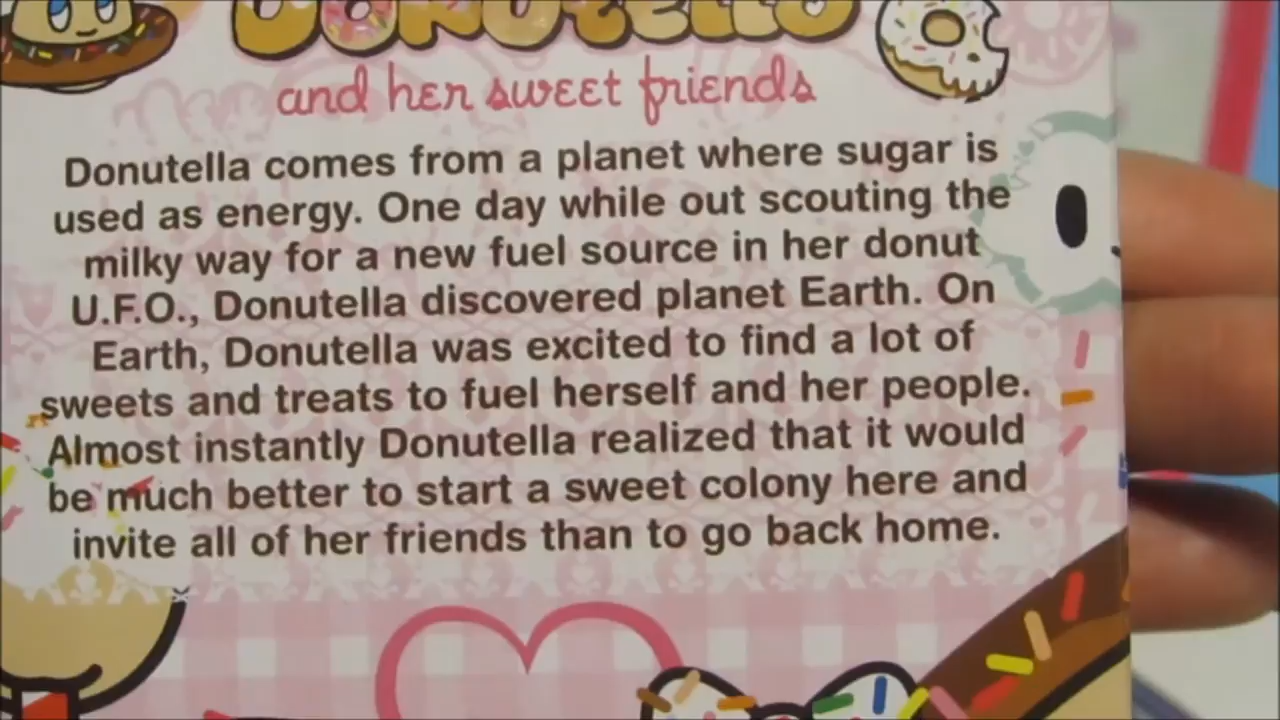 DONUTELLA
and her sweet friends
Donutella comes from a planet where sugar is
used as energy. One day while out scouting the
milky way for a new fuel source in her donut
U.F.O., Donutella discovered planet Earth. On
Earth, Donutella was excited to find a lot of
sweets and treats to fuel herself and her people.
Almost instantly Donutella realized that it would
be much better to start a sweet colony here and
invite all of her friends than to go back home.